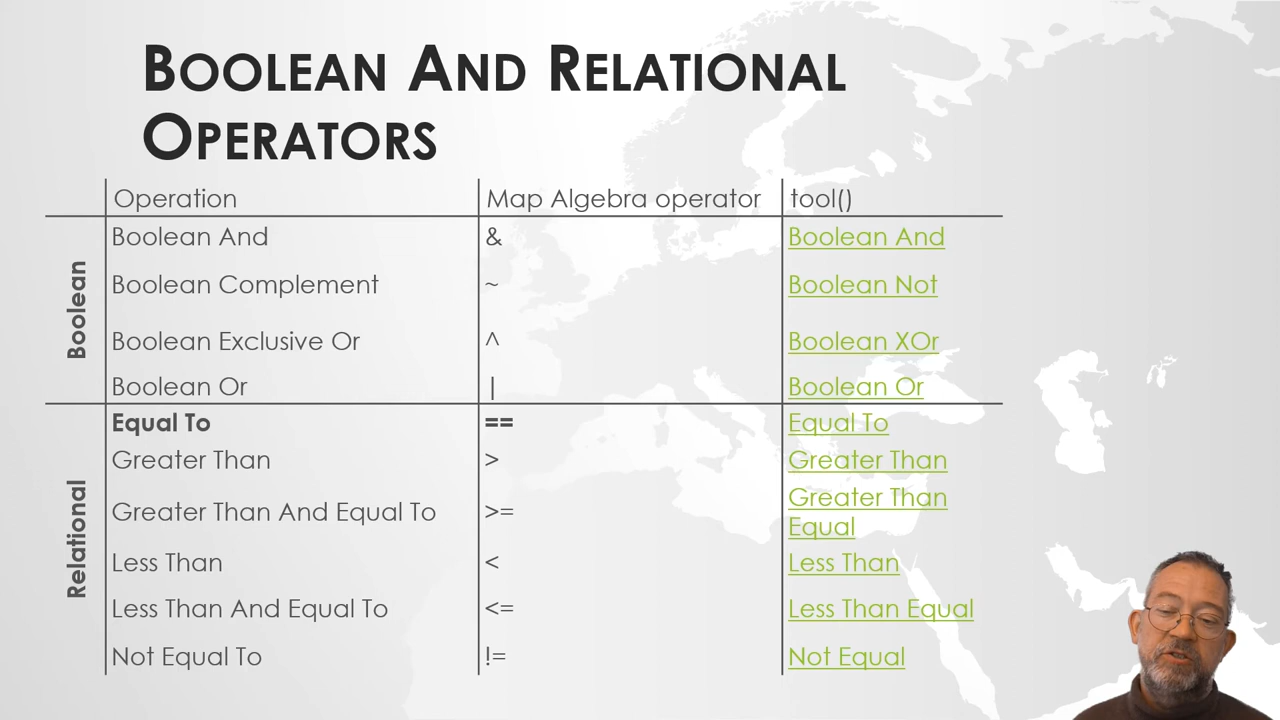 BOOLEAN AND RELATIONAL
OPERATORS
Operation Map Algebra operator tool()
Boolean
Boolean And & Boolean And
Boolean Complement ~ Boolean Not
Boolean Exclusive Or ^ Boolean XOr
Boolean Or | Boolean Or
Relational
Equal To == Equal To
Greater Than > Greater Than
Greater Than And Equal To >= Greater Than
Equal
Less Than < Less Than
Less Than And Equal To <= Less Than Equal
Not Equal To != Not Equal